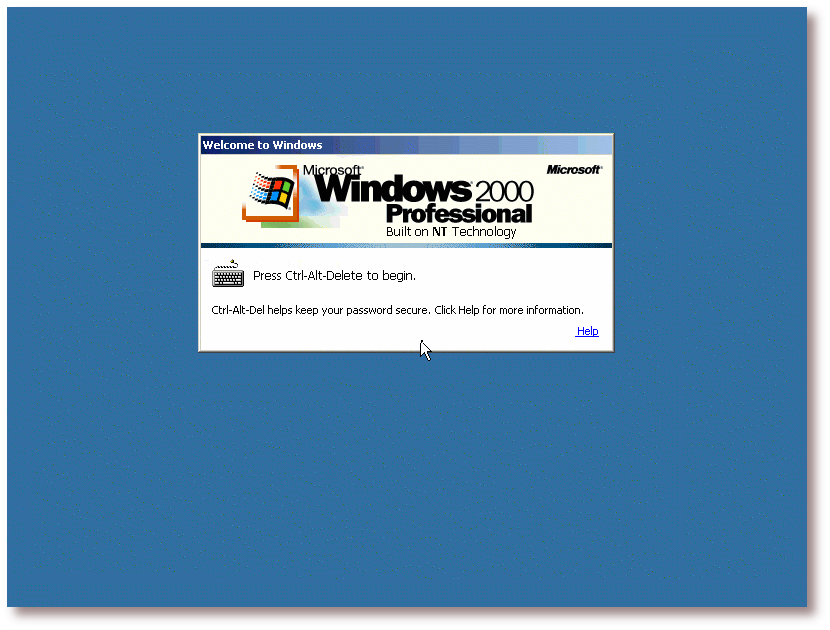 Welcome to Windows
Microsoft®
Microsoft®
Windows® 2000
Professional
Built on NT Technology
Press Ctrl-Alt-Delete to begin.
Ctrl-Alt-Del helps keep your password secure. Click Help for more information.
Help